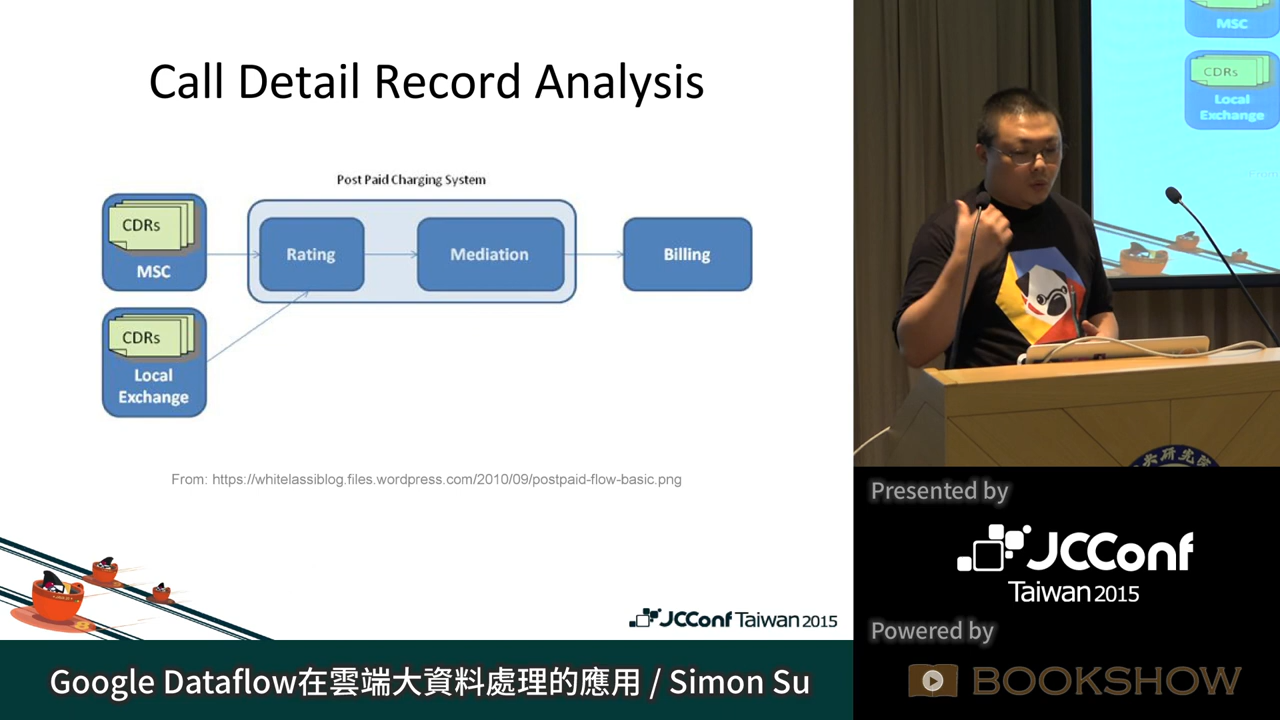 Call Detail Record Analysis
Post Paid Charging System
CDRs
MSC
Rating
Mediation
Billing
CDRs
Local
Exchange
From: https://whitelassiblog.files.wordpress.com/2010/09/postpaid-flow-basic.png
JCConf Taiwan 2015
Google Dataflow在雲端大資料處理的應用 / Simon Su
MSC
CDRs
Local
Exchange
Presented by
JCConf
Taiwan 2015
Powered by
BOOKSHOW